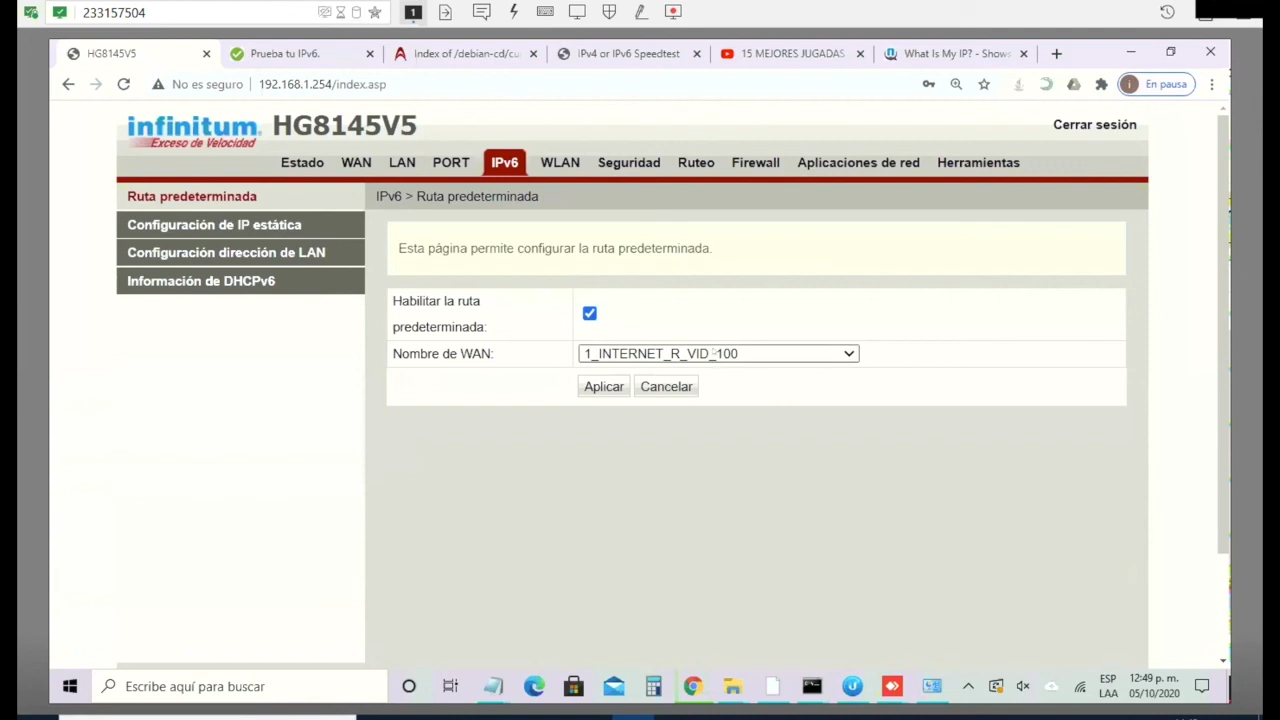 233157504
1
HG8145V5
Prueba tu IPv6.
Index of /debian-cd/cu
IPv4 or IPv6 Speedtest
15 MEJORES JUGADAS
What Is My IP? - Shows
No es seguro
192.168.1.254/index.asp
i
En pausa
infinitum.
Exceso de Velocidad
HG8145V5
Cerrar sesión
Estado
WAN
LAN
PORT
IPv6
WLAN
Seguridad
Ruteo
Firewall
Aplicaciones de red
Herramientas
Ruta predeterminada
Configuración de IP estática
Configuración dirección de LAN
Información de DHCPv6
IPv6 > Ruta predeterminada
Esta página permite configurar la ruta predeterminada.
Habilitar la ruta
predeterminada:
Nombre de WAN:
1_INTERNET_R_VID_100
Aplicar
Cancelar
Escribe aquí para buscar
ESP
LAA
12:49 p. m.
05/10/2020